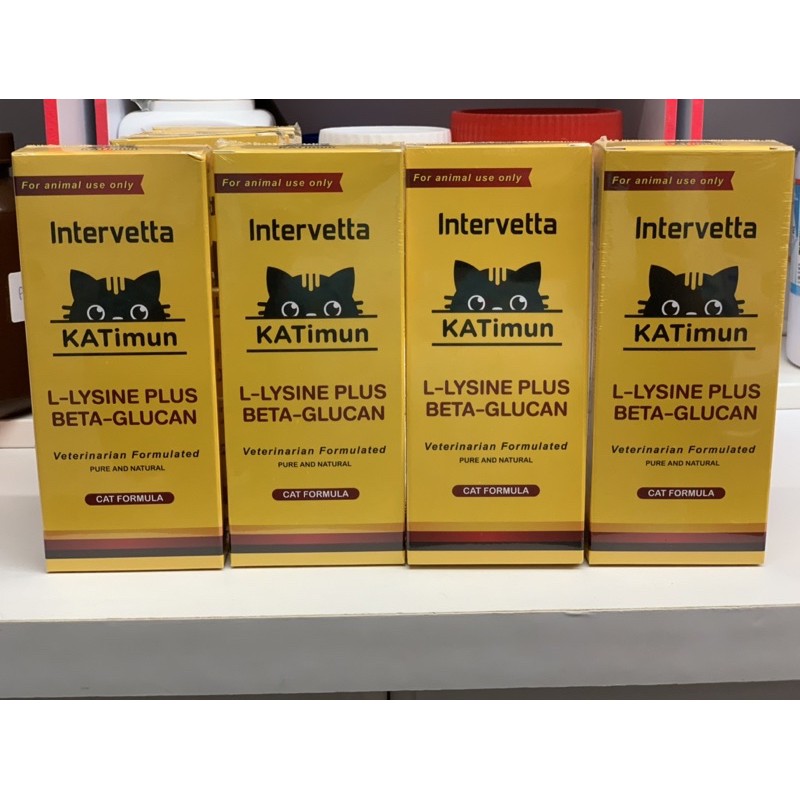 For animal use only
Intervetta
KATimun
L-LYSINE PLUS
BETA-GLUCAN
Veterinarian Formulated
PURE AND NATURAL
CAT FORMULA
For animal use only
Intervetta
KATimun
L-LYSINE PLUS
BETA-GLUCAN
Veterinarian Formulated
PURE AND NATURAL
CAT FORMULA
For animal use only
Intervetta
KATimun
L-LYSINE PLUS
BETA-GLUCAN
Veterinarian Formulated
PURE AND NATURAL
CAT FORMULA
For animal use only
Intervetta
KATimun
L-LYSINE PLUS
BETA-GLUCAN
Veterinarian Formulated
PURE AND NATURAL
CAT FORMULA